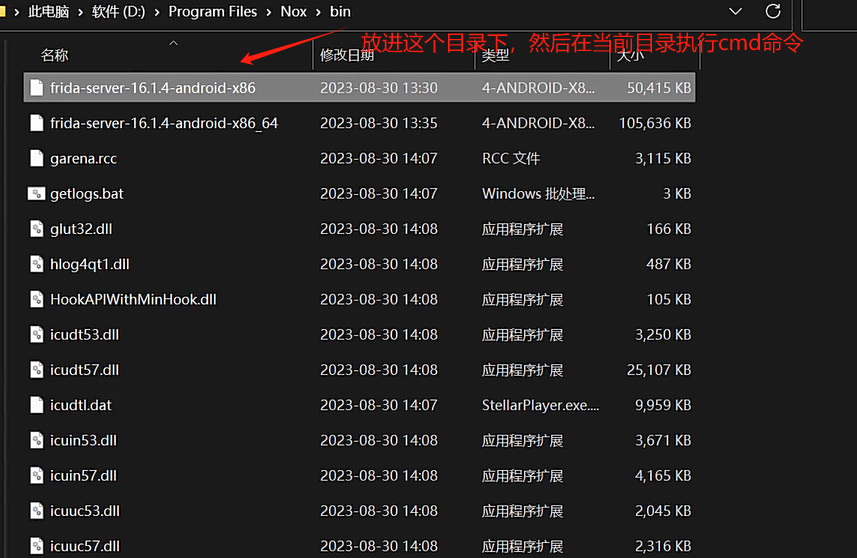 此电脑 > 软件 (D:) > Program Files > Nox > bin
放进这个目录下，然后在当前目录执行cmd命令
名称 修改日期 类型 大小
frida-server-16.1.4-android-x86 2023-08-30 13:30 4-ANDROID-X8... 50,415 KB
frida-server-16.1.4-android-x86_64 2023-08-30 13:35 4-ANDROID-X8... 105,636 KB
garena.rcc 2023-08-30 14:07 RCC 文件 3,115 KB
getlogs.bat 2023-08-30 14:07 Windows 批处理... 3 KB
glut32.dll 2023-08-30 14:08 应用程序扩展 166 KB
hlog4qt1.dll 2023-08-30 14:08 应用程序扩展 487 KB
HookAPIWithMinHook.dll 2023-08-30 14:08 应用程序扩展 105 KB
icudt53.dll 2023-08-30 14:08 应用程序扩展 3,250 KB
icudt57.dll 2023-08-30 14:08 应用程序扩展 25,107 KB
icudtl.dat 2023-08-30 14:07 StellarPlayer.exe.... 9,959 KB
icuin53.dll 2023-08-30 14:08 应用程序扩展 3,671 KB
icuin57.dll 2023-08-30 14:08 应用程序扩展 4,165 KB
icuuc53.dll 2023-08-30 14:08 应用程序扩展 2,045 KB
icuuc57.dll 2023-08-30 14:08 应用程序扩展 2,316 KB